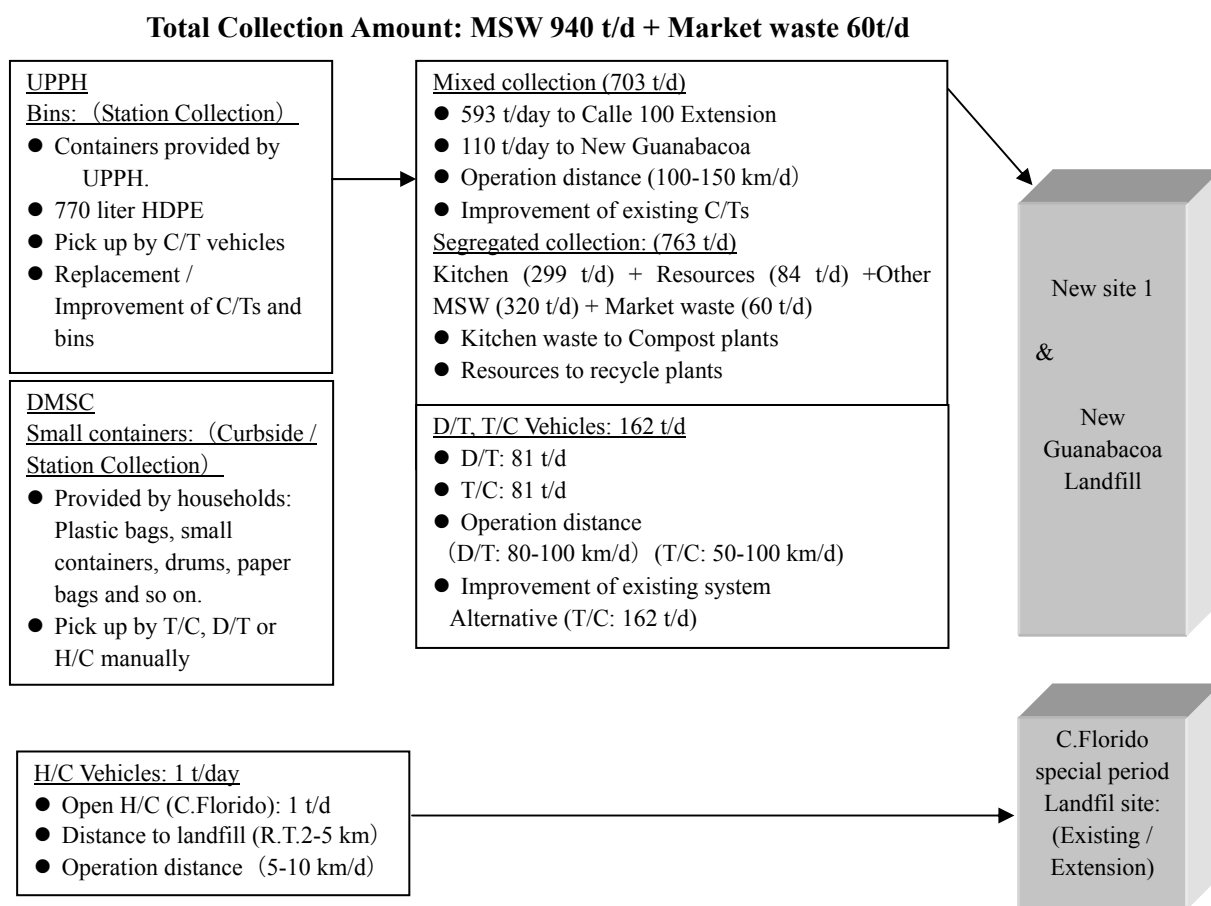 Total Collection Amount: MSW 940 t/d + Market waste 60t/d
UPPH
Bins:（Station Collection）
● Containers provided by
UPPH.
● 770 liter HDPE
● Pick up by C/T vehicles
● Replacement /
Improvement of C/Ts and
bins
DMSC
Small containers:（Curbside /
Station Collection）
● Provided by households:
Plastic bags, small
containers, drums, paper
bags and so on.
● Pick up by T/C, D/T or
H/C manually
Mixed collection (703 t/d)
● 593 t/day to Calle 100 Extension
● 110 t/day to New Guanabacoa
● Operation distance (100-150 km/d）
● Improvement of existing C/Ts
Segregated collection: (763 t/d)
Kitchen (299 t/d) + Resources (84 t/d) +Other
MSW (320 t/d) + Market waste (60 t/d)
● Kitchen waste to Compost plants
● Resources to recycle plants
D/T, T/C Vehicles: 162 t/d
● D/T: 81 t/d
● T/C: 81 t/d
● Operation distance
（D/T: 80-100 km/d）(T/C: 50-100 km/d）
● Improvement of existing system
Alternative (T/C: 162 t/d)
New site 1
&
New
Guanabacoa
Landfill
H/C Vehicles: 1 t/day
● Open H/C (C.Florido): 1 t/d
● Distance to landfill (R.T.2-5 km）
● Operation distance（5-10 km/d）
C.Florido
special period
Landfil site:
(Existing /
Extension)